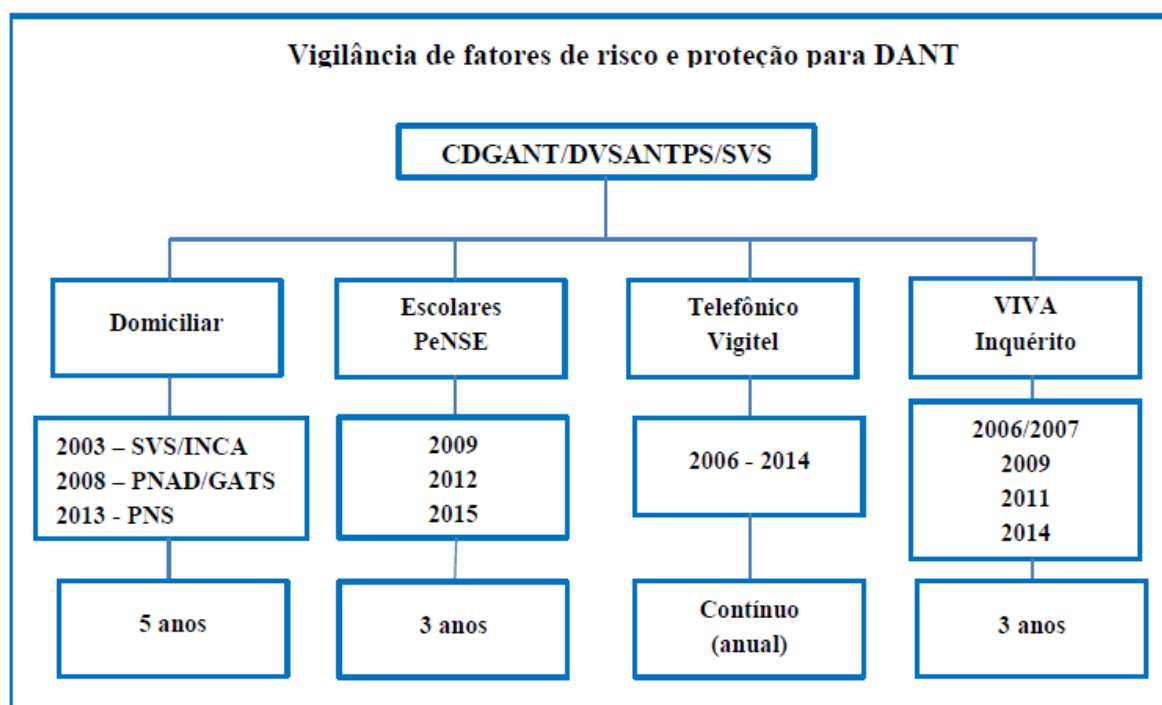 Vigilância de fatores de risco e proteção para DANT
CDGANT/DVSANTPS/SVS
Domiciliar
2003 – SVS/INCA
2008 – PNAD/GATS
2013 - PNS
5 anos
Escolares
PeNSE
2009
2012
2015
3 anos
Telefônico
Vigitel
2006 - 2014
Contínuo
(anual)
VIVA
Inquérito
2006/2007
2009
2011
2014
3 anos